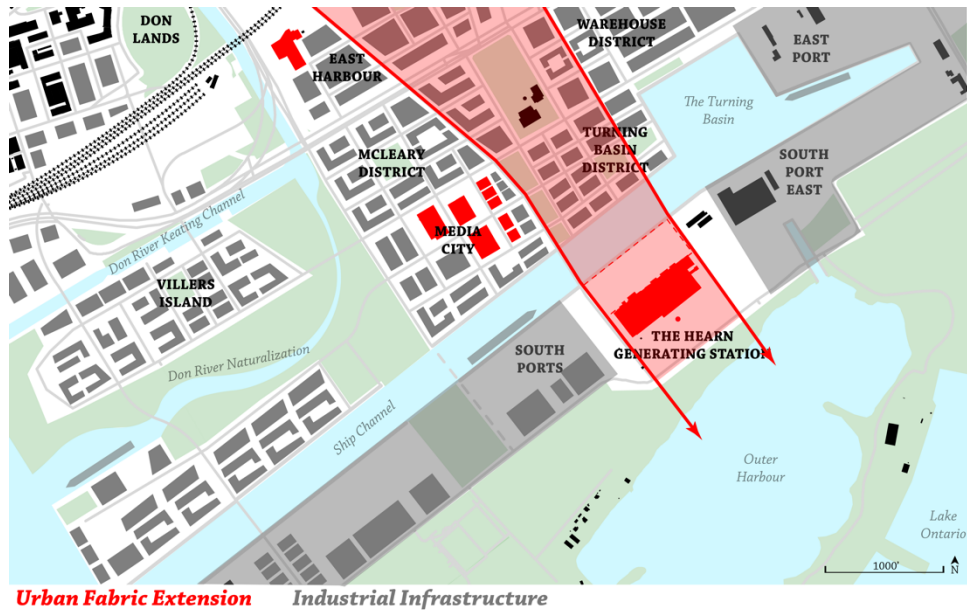 DON
LANDS
EAST
HARBOUR
WAREHOUSE
DISTRICT
EAST
PORT
The Turning
Basin
MCLEARY
DISTRICT
TURNING
BASIN
DISTRICT
SOUTH
PORT
EAST
Don River Keating Channel
MEDIA
CITY
VILLERS
ISLAND
Don River Naturalization
SOUTH
PORTS
THE HEARN
GENERATING STATION
Ship Channel
Outer
Harbour
Lake
Ontario
1000'
N
Urban Fabric Extension
Industrial Infrastructure